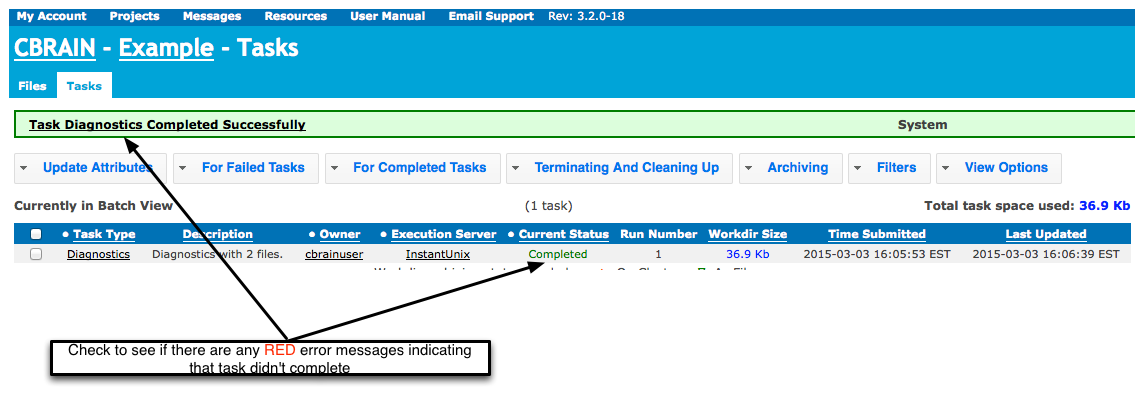 My Account Projects Messages Resources User Manual Email Support Rev: 3.2.0-18
CBRAIN - Example - Tasks
Files Tasks
Task Diagnostics Completed Successfully System
Update Attributes For Failed Tasks For Completed Tasks Terminating And Cleaning Up Archiving Filters View Options
Currently in Batch View (1 task) Total task space used: 36.9 Kb
• Task Type Description • Owner • Execution Server • Current Status Run Number Workdir Size Time Submitted Last Updated
Diagnostics Diagnostics with 2 files. cbrainuser InstantUnix Completed 1 36.9 Kb 2015-03-03 16:05:53 EST 2015-03-03 16:06:39 EST
Check to see if there are any RED error messages indicating
that task didn't complete